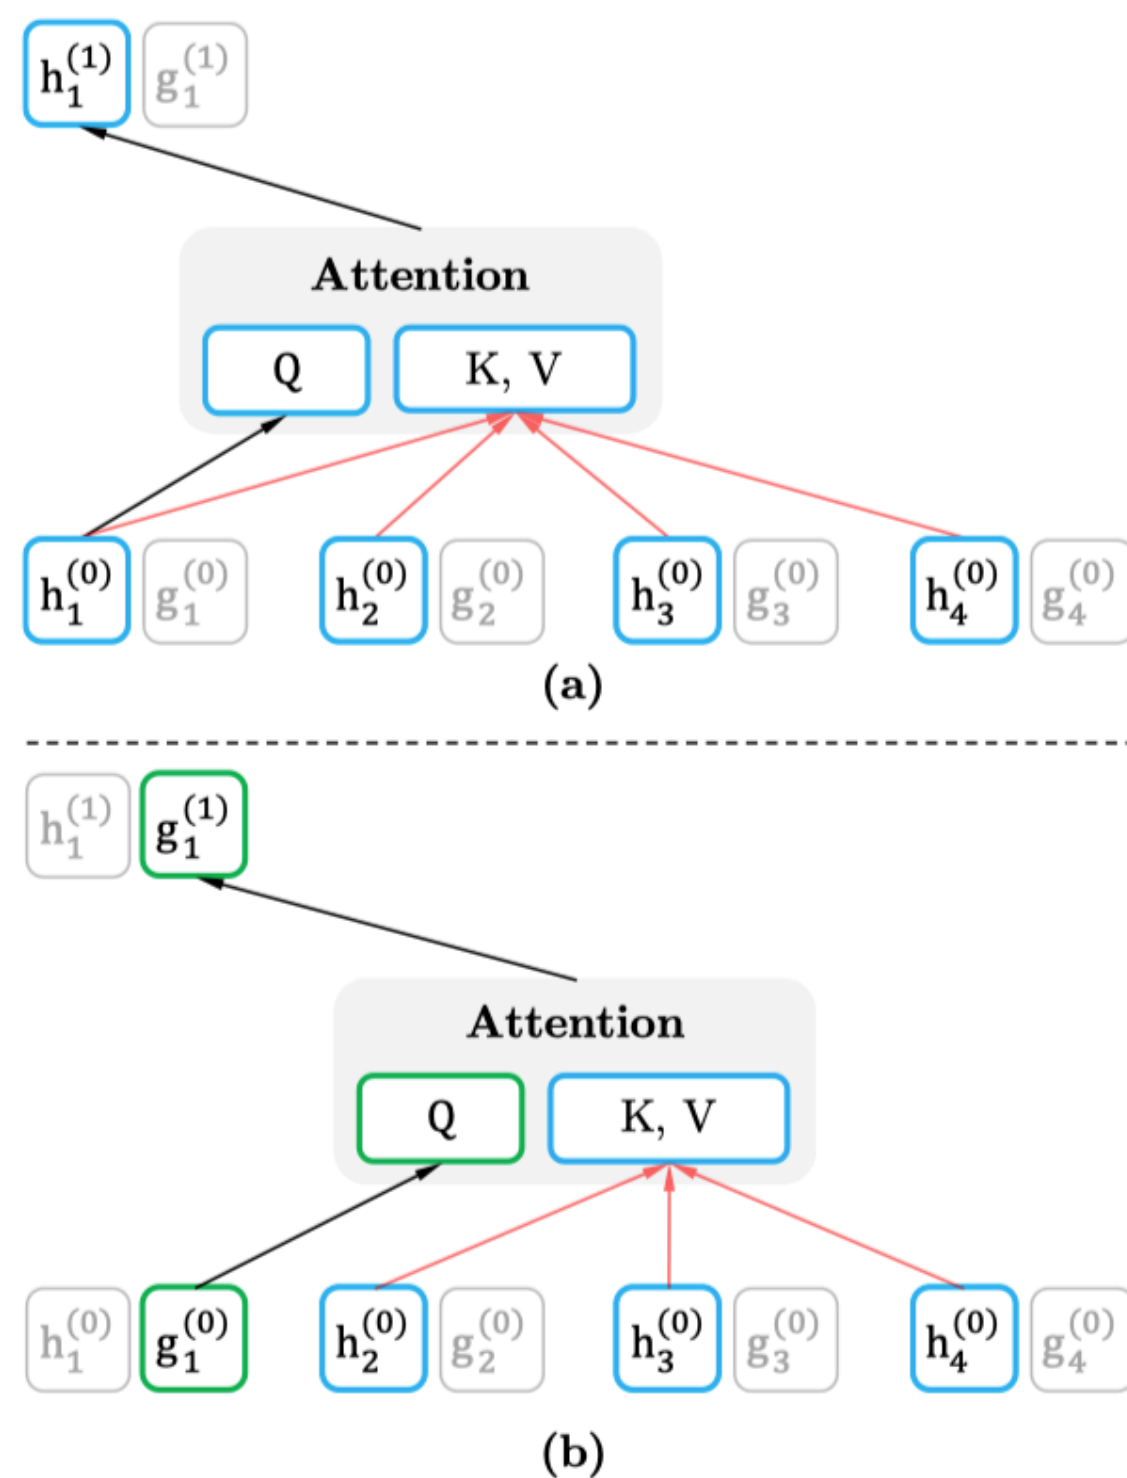 h₁⁽¹⁾ g₁⁽¹⁾
Attention
Q K, V
h₁⁽⁰⁾ g₁⁽⁰⁾ h₂⁽⁰⁾ g₂⁽⁰⁾ h₃⁽⁰⁾ g₃⁽⁰⁾ h₄⁽⁰⁾ g₄⁽⁰⁾
(a)
h₁⁽¹⁾ g₁⁽¹⁾
Attention
Q K, V
h₁⁽⁰⁾ g₁⁽⁰⁾ h₂⁽⁰⁾ g₂⁽⁰⁾ h₃⁽⁰⁾ g₃⁽⁰⁾ h₄⁽⁰⁾ g₄⁽⁰⁾
(b)